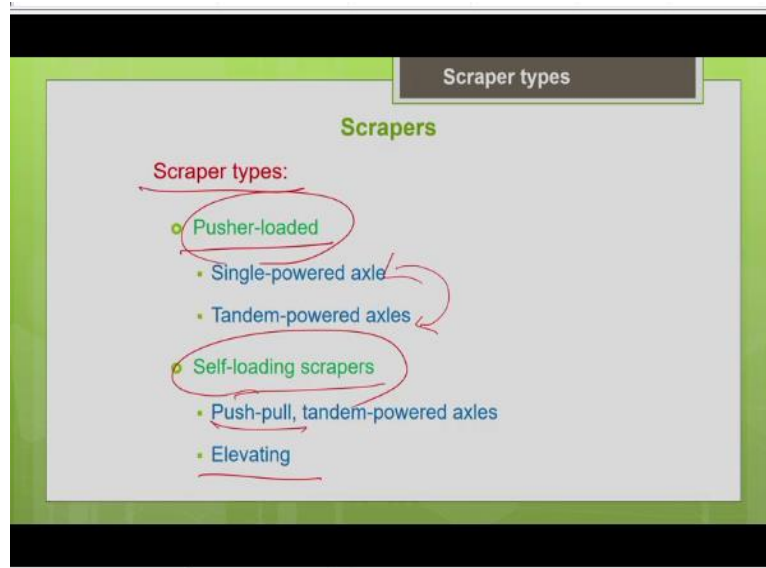 Scraper types
Scrapers
Scraper types:
Pusher-loaded
Single-powered axle
Tandem-powered axles
Self-loading scrapers
Push-pull, tandem-powered axles
Elevating